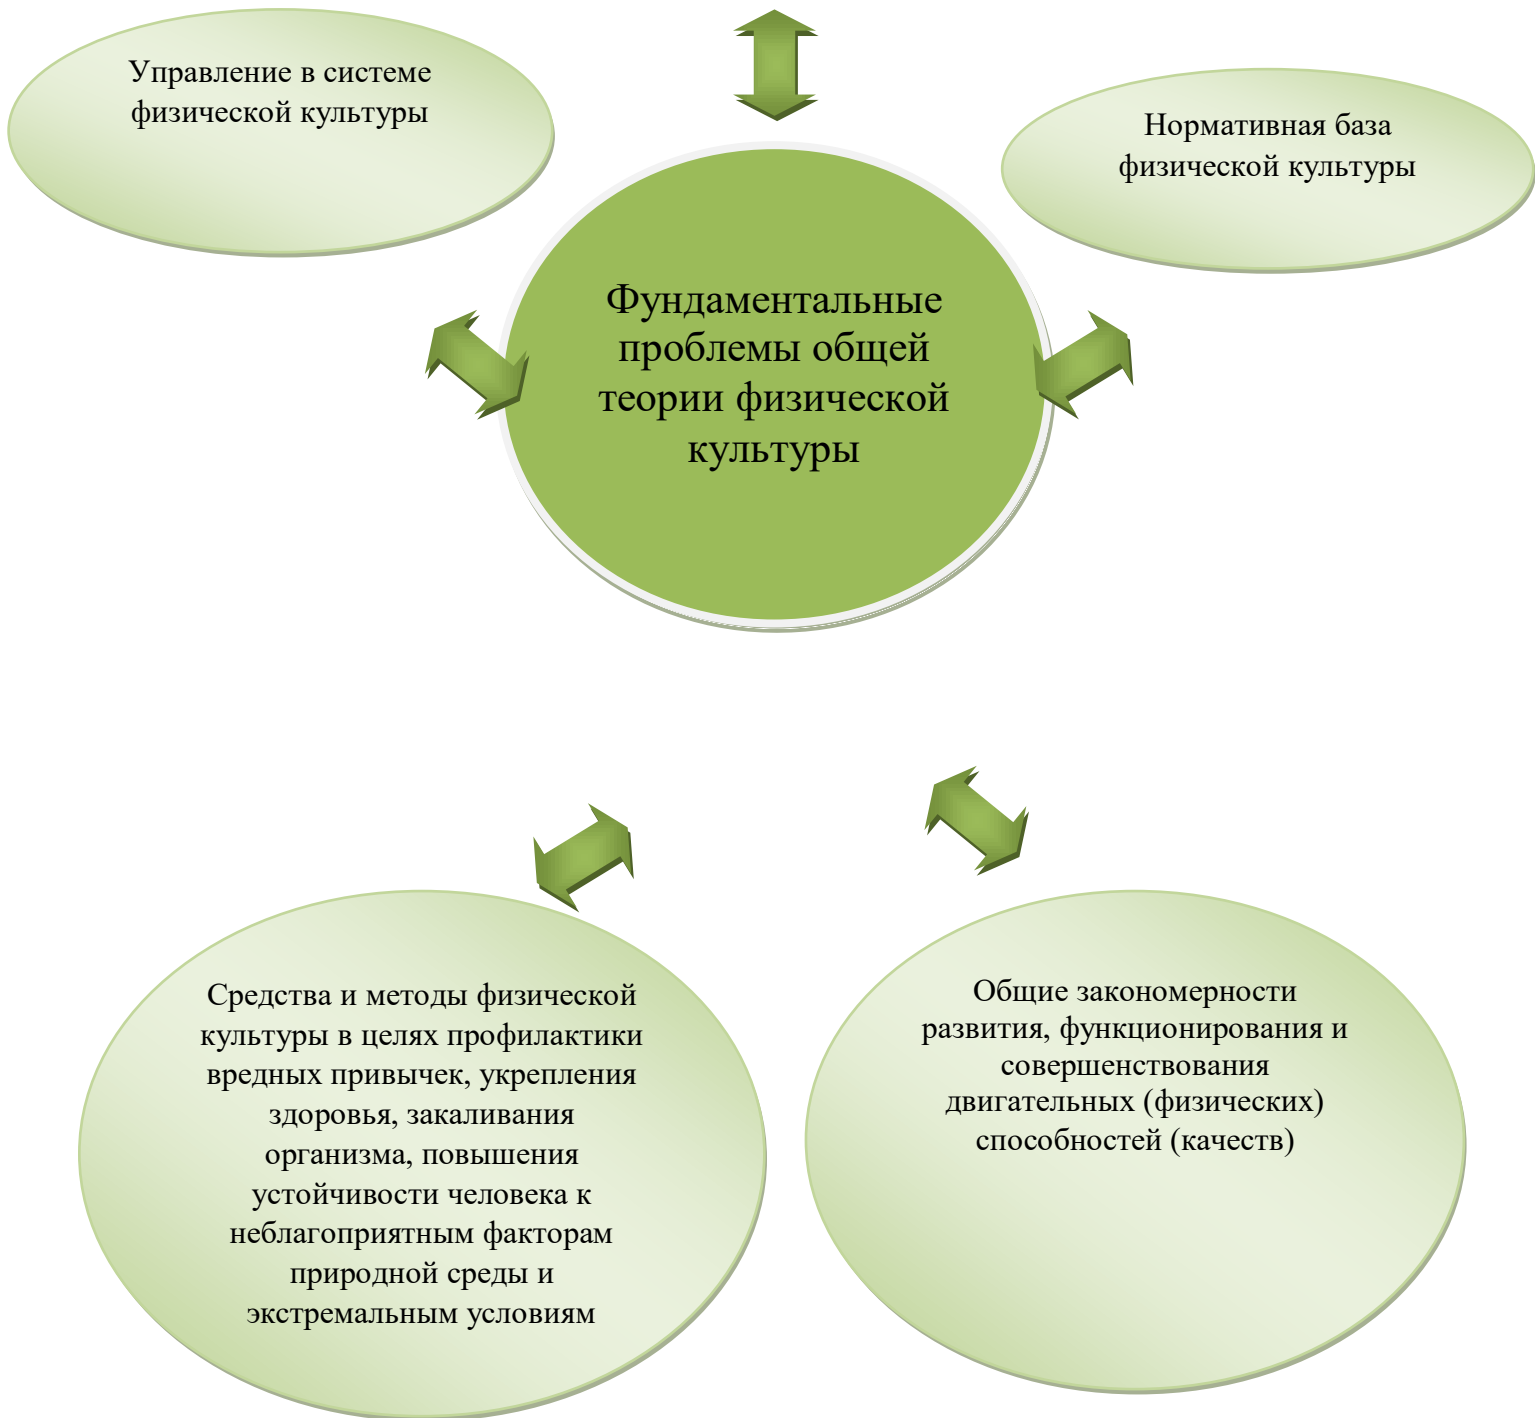 Управление в системе
физической культуры
Нормативная база
физической культуры
Фундаментальные
проблемы общей
теории физической
культуры
Средства и методы физической
культуры в целях профилактики
вредных привычек, укрепления
здоровья, закаливания
организма, повышения
устойчивости человека к
неблагоприятным факторам
природной среды и
экстремальным условиям
Общие закономерности
развития, функционирования и
совершенствования
двигательных (физических)
способностей (качеств)